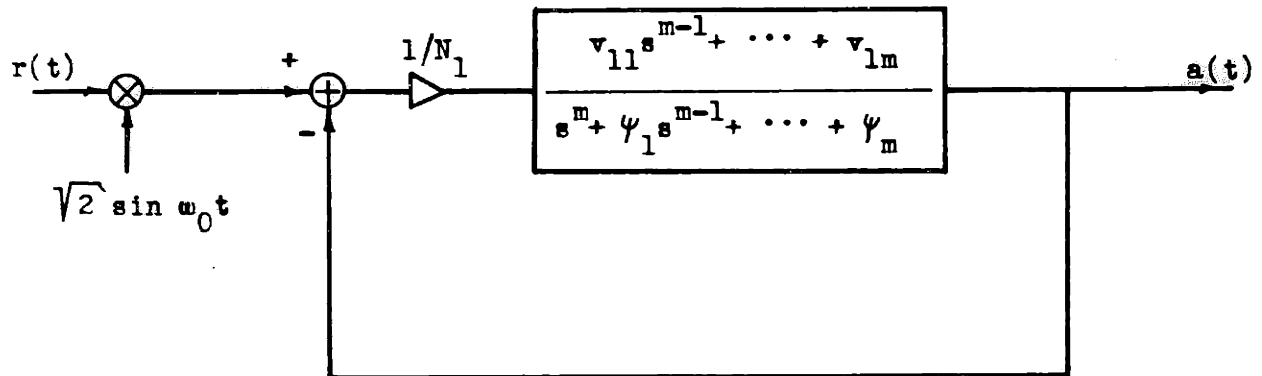 r(t)
√2 sin ω₀t
+
-
1/N₁
v₁₁s^{m-1} + ⋯ + v₁ₘ
s^m + ψ₁s^{m-1} + ⋯ + ψₘ
a(t)